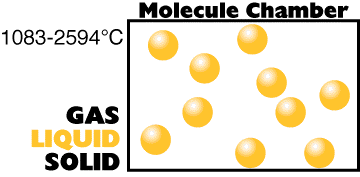 Molecule Chamber
1083-2594°C
GAS
LIQUID
SOLID